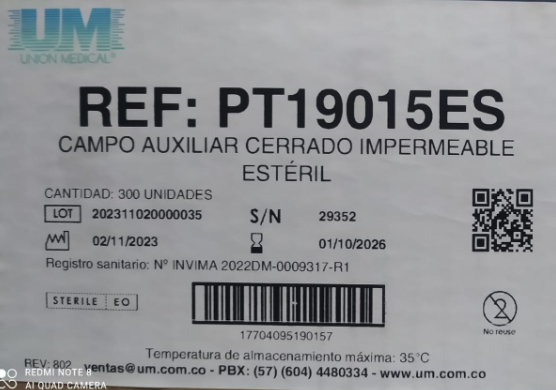 UM
UNION MEDICAL®
REF: PT19015ES
CAMPO AUXILIAR CERRADO IMPERMEABLE
ESTÉRIL
CANTIDAD: 300 UNIDADES
LOT 202311020000035 S/N 29352
02/11/2023 01/10/2026
Registro sanitario: Nº INVIMA 2022DM-0009317-R1
STERILE EO
17704095190157
2
No reuse
Temperatura de almacenamiento máxima: 35°C
REV: 802 ventas@um.com.co - PBX: (57) (604) 4480334 - www.um.com.co
REDMI NOTE 8
AI QUAD CAMERA